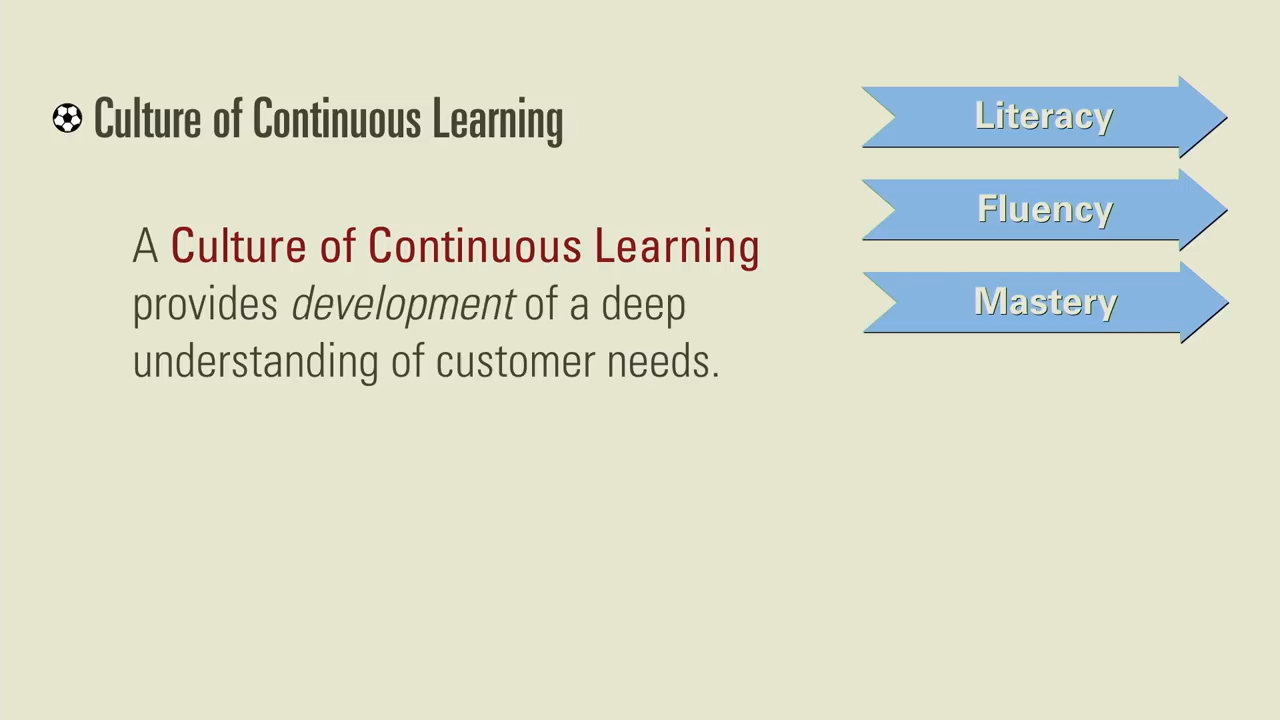 Culture of Continuous Learning
A Culture of Continuous Learning
provides development of a deep
understanding of customer needs.
Literacy
Fluency
Mastery